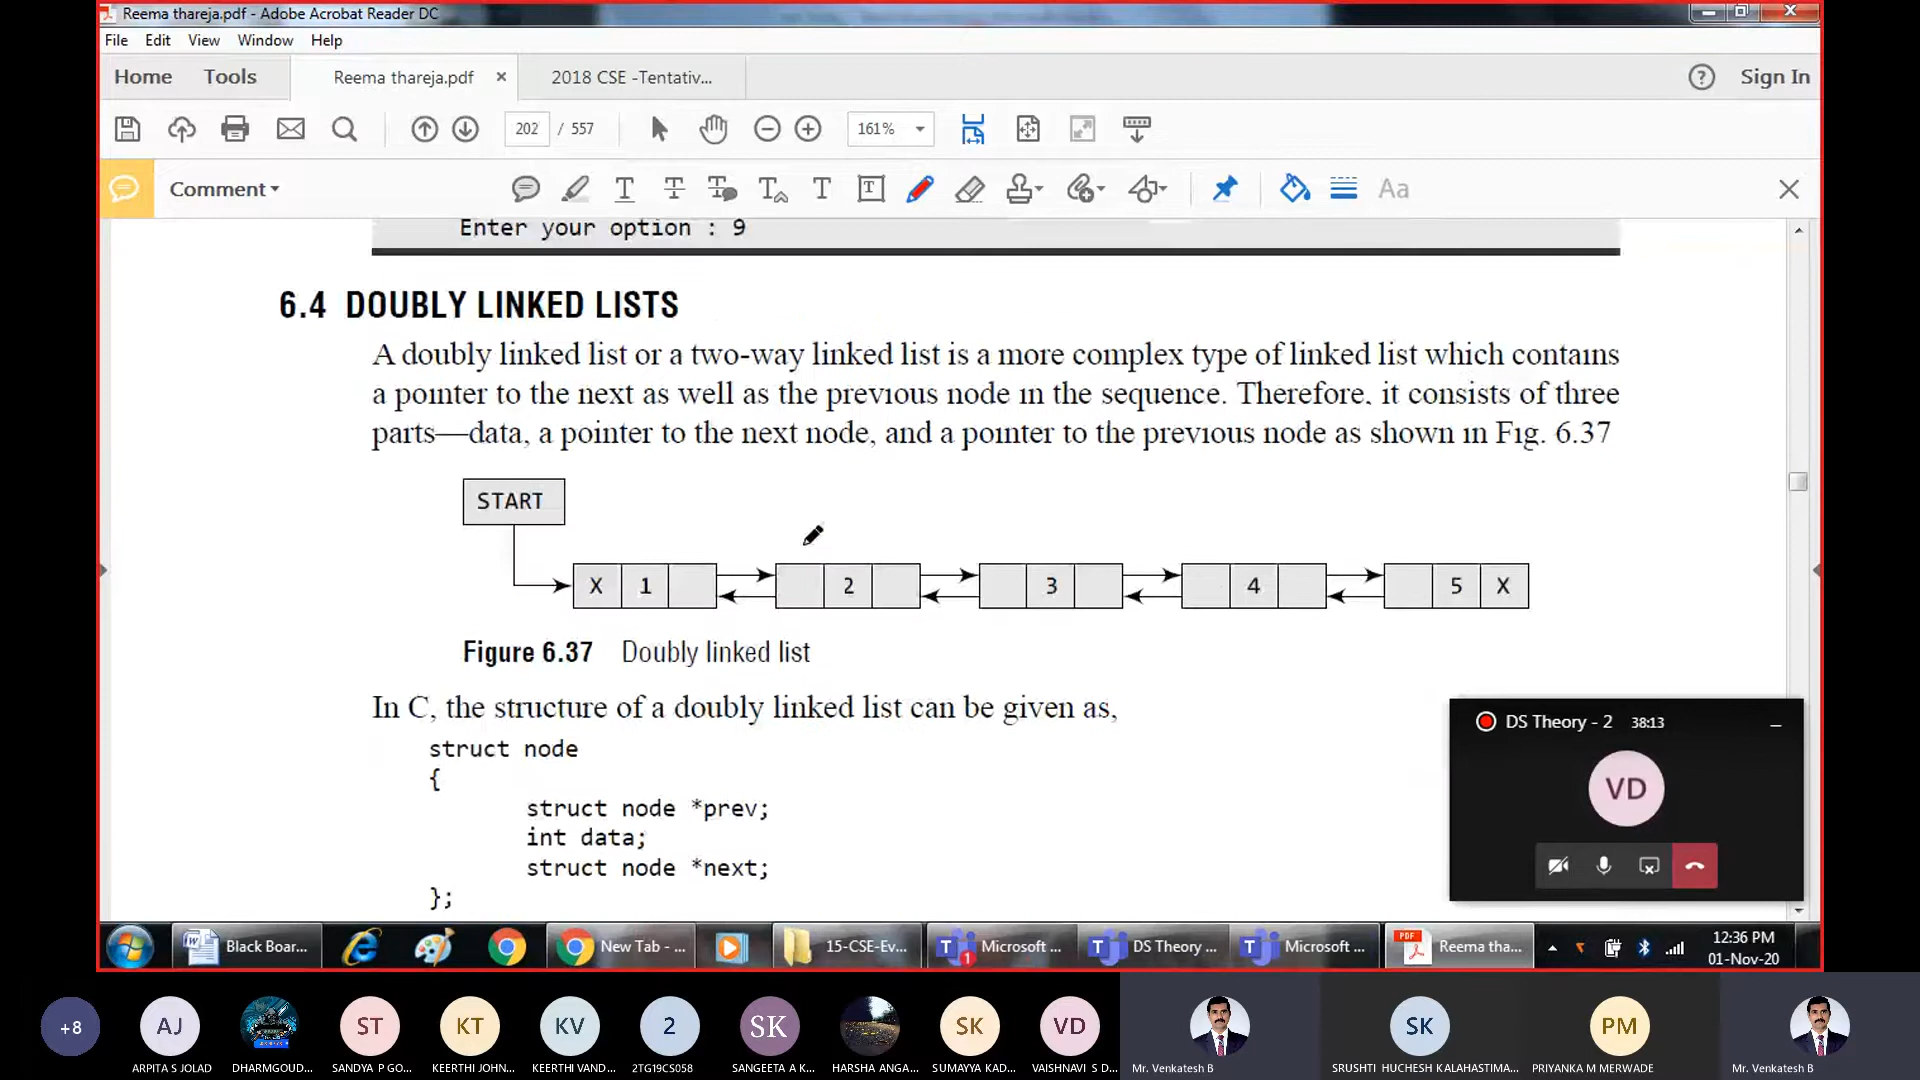 Reema thareja.pdf - Adobe Acrobat Reader DC
File Edit View Window Help
Home Tools Reema thareja.pdf × 2018 CSE -Tentativ... Sign In
202 / 557 161%
Comment
Enter your option : 9
6.4 DOUBLY LINKED LISTS
A doubly linked list or a two-way linked list is a more complex type of linked list which contains
a pointer to the next as well as the previous node in the sequence. Therefore, it consists of three
parts—data, a pointer to the next node, and a pointer to the previous node as shown in Fig. 6.37
START
X 1 2 3 4 5 X
Figure 6.37 Doubly linked list
In C, the structure of a doubly linked list can be given as,
struct node
{
struct node *prev;
int data;
struct node *next;
};
DS Theory - 2 38:13
VD
Black Boar... New Tab - ... 15-CSE-Ev... Microsoft ... DS Theory ... Microsoft ... Reema tha... 12:36 PM
01-Nov-20
+8 AJ ST KT KV 2 SK SK VD SK PM
ARPITA S JOLAD DHARMGOUD... SANDYA P GO... KEERTHI JOHN... KEERTHI VAND... 2TG19CS058 SANGEETA A K... HARSHA ANGA... SUMAYYA KAD... VAISHNAVI S D... Mr. Venkatesh B SRUSHTI HUCHESH KALAHASTIMA... PRIYANKA M MERWADE Mr. Venkatesh B